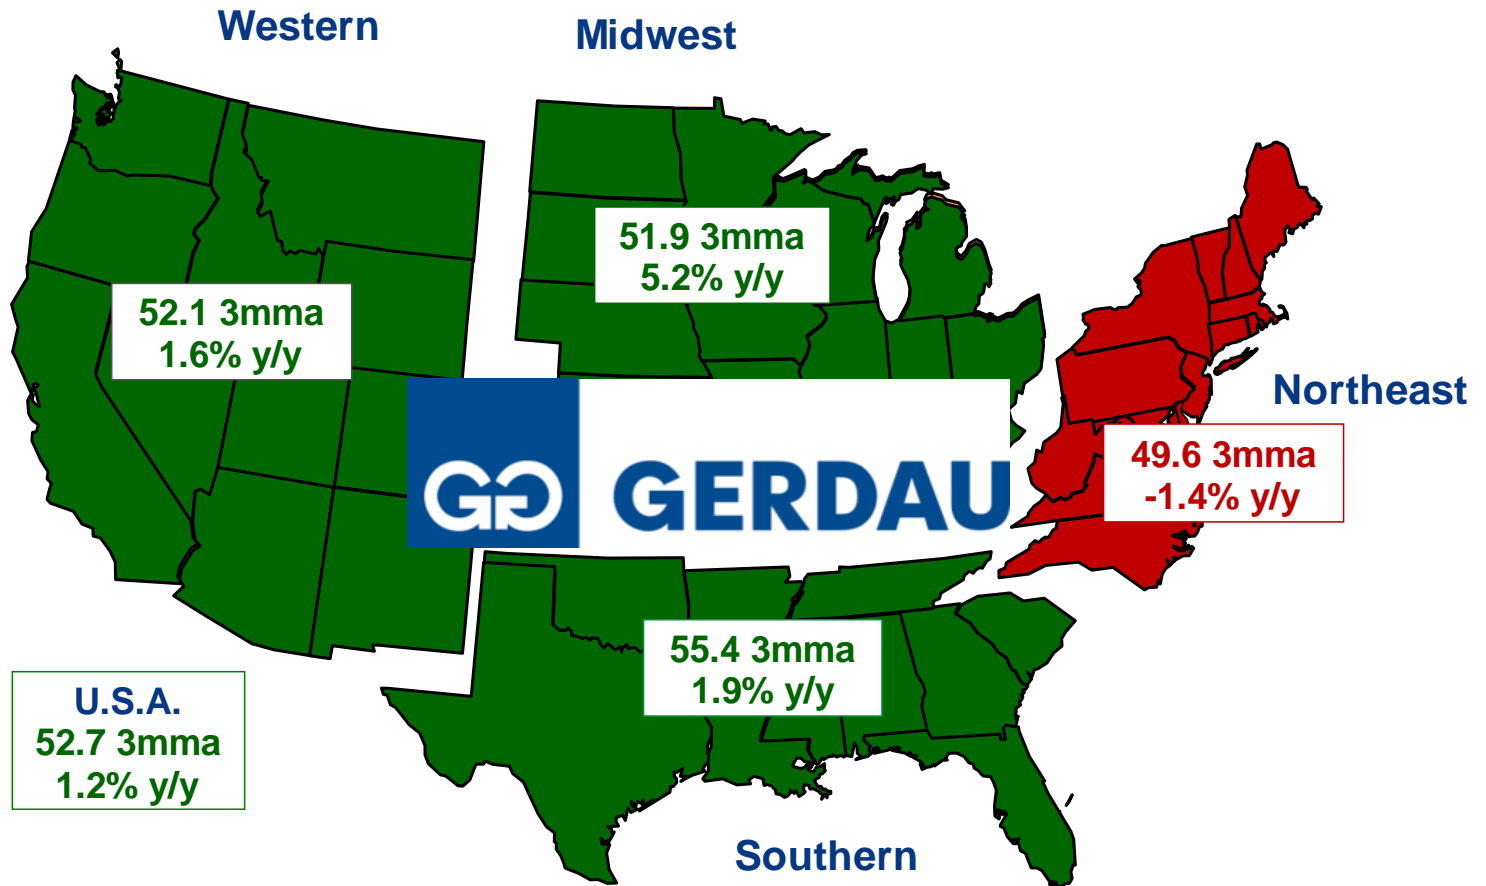 Western
Midwest
51.9 3mma
5.2% y/y
52.1 3mma
1.6% y/y
Northeast
GG GERDAU
49.6 3mma
-1.4% y/y
55.4 3mma
1.9% y/y
U.S.A.
52.7 3mma
1.2% y/y
Southern